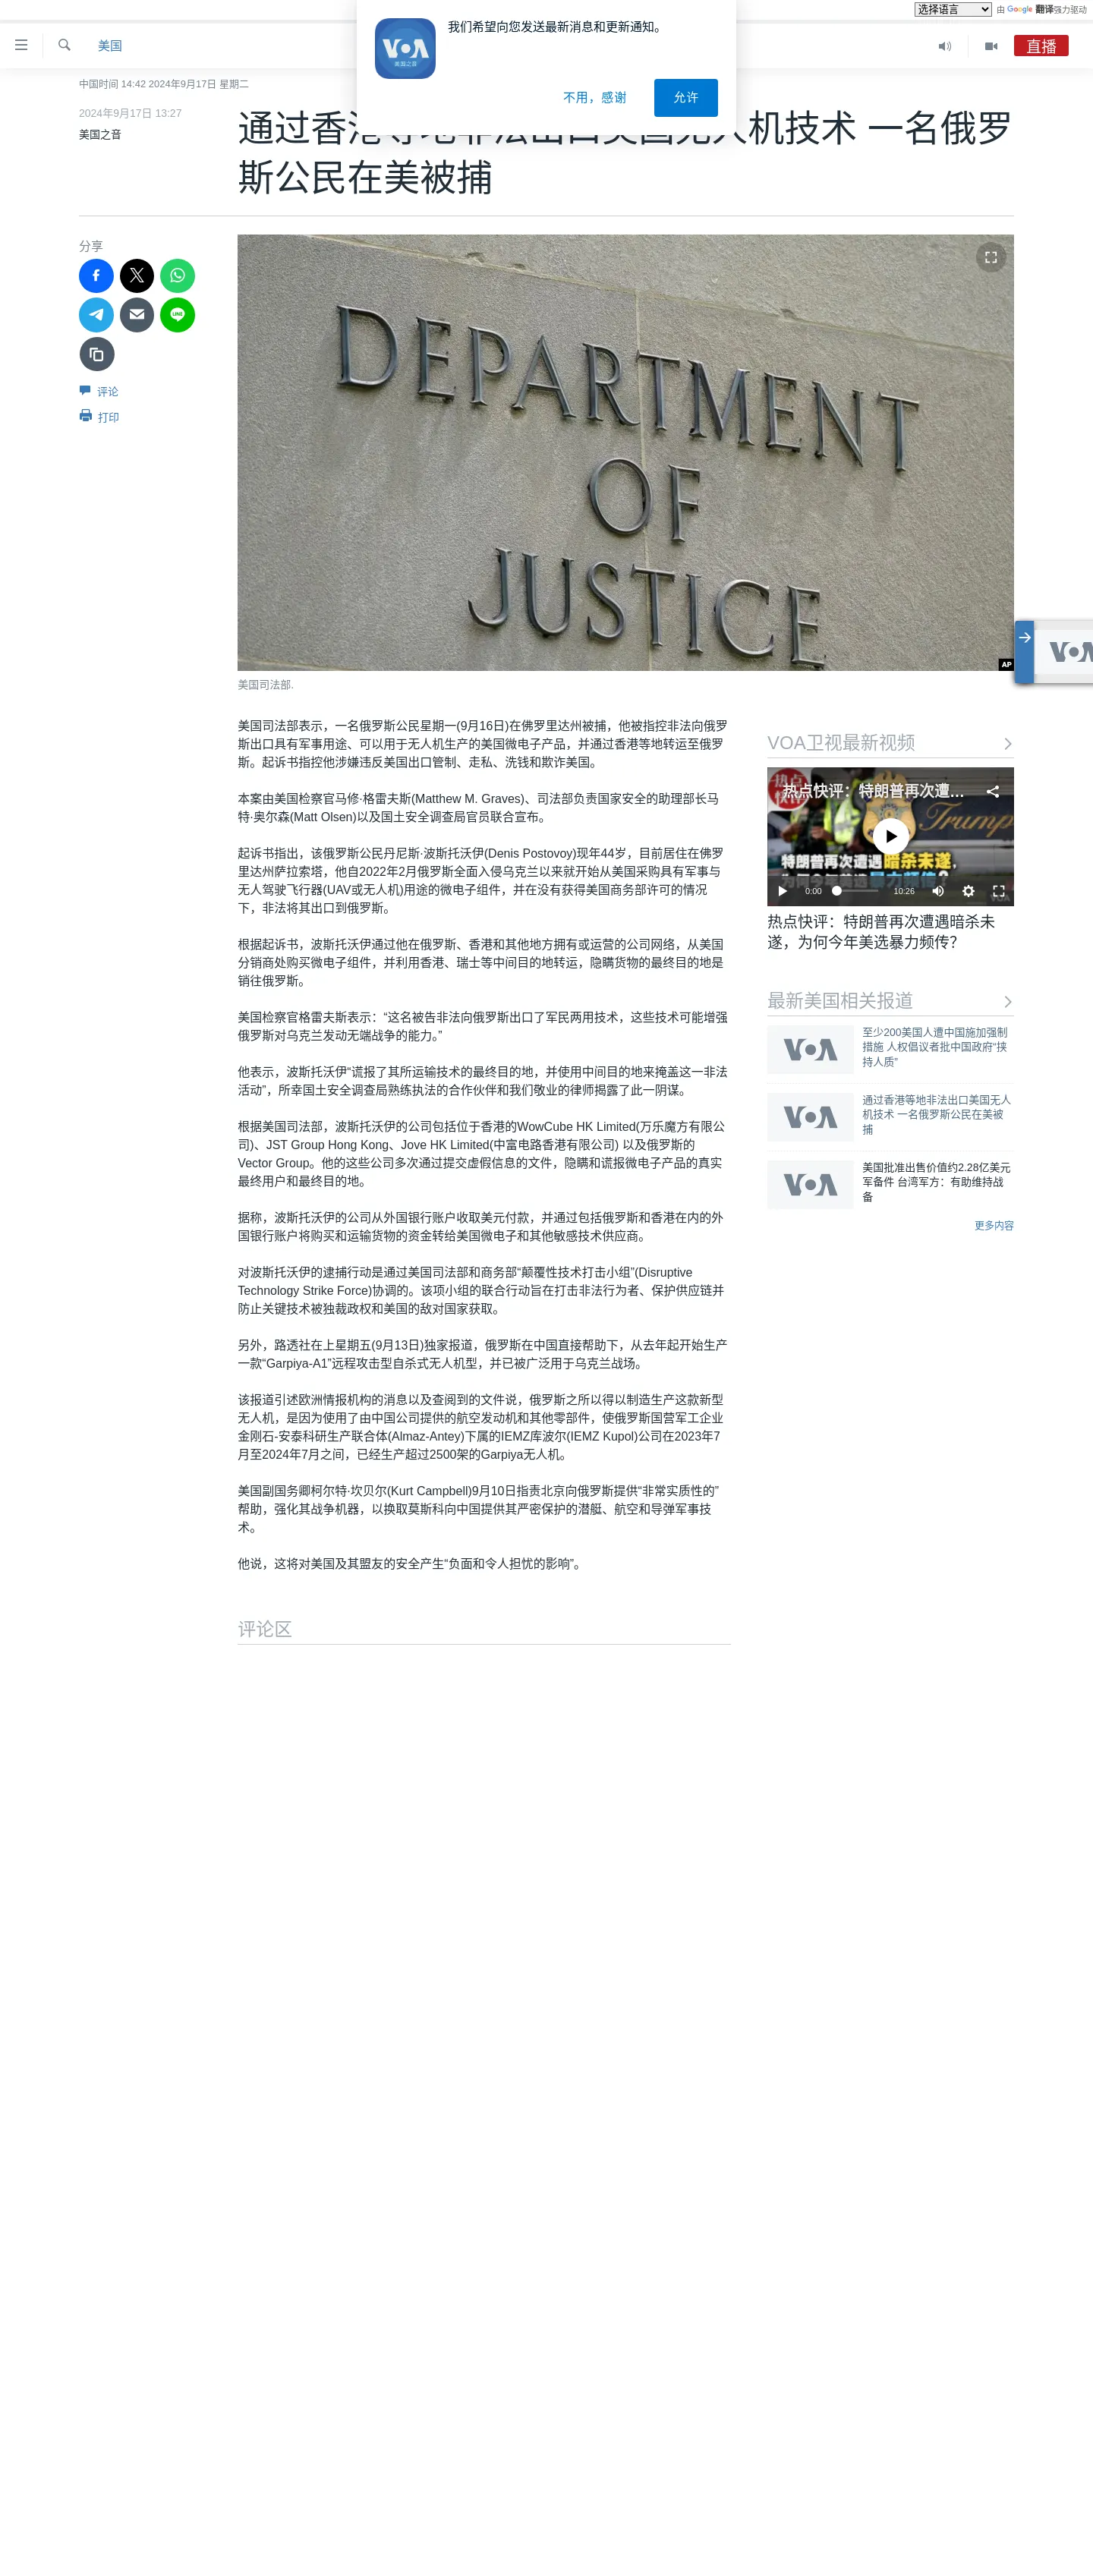 选择语言 由 Google 翻译强力驱动
我们希望向您发送最新消息和更新通知。
VOA
美国之音
不用，感谢
允许
美国
直播
中国时间 14:42 2024年9月17日 星期二
2024年9月17日 13:27
美国之音
通过香港等地非法出口美国无人机技术 一名俄罗
斯公民在美被捕
分享
LINE
评论
打印
DEPARTMENT
OF
JUSTICE
AP
美国司法部.
美国司法部表示，一名俄罗斯公民星期一(9月16日)在佛罗里达州被捕，他被指控非法向俄罗
斯出口具有军事用途、可以用于无人机生产的美国微电子产品，并通过香港等地转运至俄罗
斯。起诉书指控他涉嫌违反美国出口管制、走私、洗钱和欺诈美国。
本案由美国检察官马修·格雷夫斯(Matthew M. Graves)、司法部负责国家安全的助理部长马
特·奥尔森(Matt Olsen)以及国土安全调查局官员联合宣布。
起诉书指出，该俄罗斯公民丹尼斯·波斯托沃伊(Denis Postovoy)现年44岁，目前居住在佛罗
里达州萨拉索塔，他自2022年2月俄罗斯全面入侵乌克兰以来就开始从美国采购具有军事与
无人驾驶飞行器(UAV或无人机)用途的微电子组件，并在没有获得美国商务部许可的情况
下，非法将其出口到俄罗斯。
根据起诉书，波斯托沃伊通过他在俄罗斯、香港和其他地方拥有或运营的公司网络，从美国
分销商处购买微电子组件，并利用香港、瑞士等中间目的地转运，隐瞒货物的最终目的地是
销往俄罗斯。
美国检察官格雷夫斯表示：“这名被告非法向俄罗斯出口了军民两用技术，这些技术可能增强
俄罗斯对乌克兰发动无端战争的能力。”
他表示，波斯托沃伊“谎报了其所运输技术的最终目的地，并使用中间目的地来掩盖这一非法
活动”，所幸国土安全调查局熟练执法的合作伙伴和我们敬业的律师揭露了此一阴谋。
根据美国司法部，波斯托沃伊的公司包括位于香港的WowCube HK Limited(万乐魔方有限公
司)、JST Group Hong Kong、Jove HK Limited(中富电路香港有限公司) 以及俄罗斯的
Vector Group。他的这些公司多次通过提交虚假信息的文件，隐瞒和谎报微电子产品的真实
最终用户和最终目的地。
据称，波斯托沃伊的公司从外国银行账户收取美元付款，并通过包括俄罗斯和香港在内的外
国银行账户将购买和运输货物的资金转给美国微电子和其他敏感技术供应商。
对波斯托沃伊的逮捕行动是通过美国司法部和商务部“颠覆性技术打击小组”(Disruptive
Technology Strike Force)协调的。该项小组的联合行动旨在打击非法行为者、保护供应链并
防止关键技术被独裁政权和美国的敌对国家获取。
另外，路透社在上星期五(9月13日)独家报道，俄罗斯在中国直接帮助下，从去年起开始生产
一款“Garpiya-A1”远程攻击型自杀式无人机型，并已被广泛用于乌克兰战场。
该报道引述欧洲情报机构的消息以及查阅到的文件说，俄罗斯之所以得以制造生产这款新型
无人机，是因为使用了由中国公司提供的航空发动机和其他零部件，使俄罗斯国营军工企业
金刚石-安泰科研生产联合体(Almaz-Antey)下属的IEMZ库波尔(IEMZ Kupol)公司在2023年7
月至2024年7月之间，已经生产超过2500架的Garpiya无人机。
美国副国务卿柯尔特·坎贝尔(Kurt Campbell)9月10日指责北京向俄罗斯提供“非常实质性的”
帮助，强化其战争机器，以换取莫斯科向中国提供其严密保护的潜艇、航空和导弹军事技
术。
他说，这将对美国及其盟友的安全产生“负面和令人担忧的影响”。
评论区
VOA卫视最新视频
热点快评：特朗普再次遭…
Trump
特朗普再次遭遇暗杀未遂，
0:00
10:26
热点快评：特朗普再次遭遇暗杀未
遂，为何今年美选暴力频传？
最新美国相关报道
VOA
至少200美国人遭中国施加强制
措施 人权倡议者批中国政府“挟
持人质”
VOA
通过香港等地非法出口美国无人
机技术 一名俄罗斯公民在美被
捕
VOA
美国批准出售价值约2.28亿美元
军备件 台湾军方：有助维持战
备
更多内容